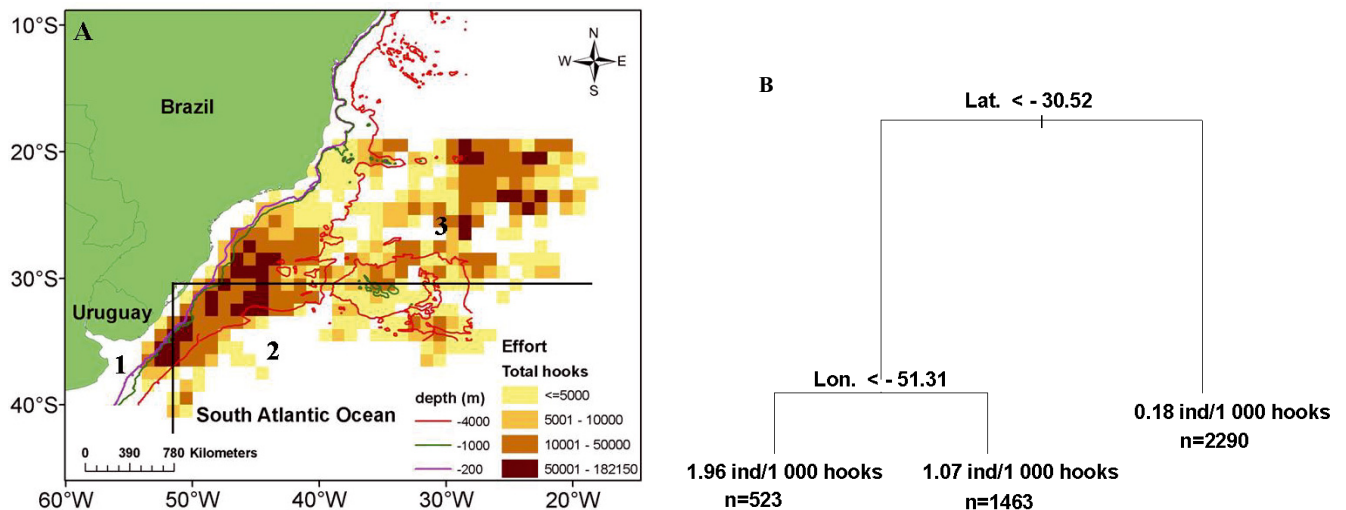 A
10°S
20°S
30°S
40°S
60°W
50°W
40°W
30°W
20°W
N
W E
S
Brazil
Uruguay
1
2
3
South Atlantic Ocean
0 390 780 Kilometers
depth (m)
-4000
-1000
-200
Effort
Total hooks
<=5000
5001 - 10000
10001 - 50000
50001 - 182150
B
Lat. < - 30.52
Lon. < - 51.31
0.18 ind/1 000 hooks
n=2290
1.96 ind/1 000 hooks
n=523
1.07 ind/1 000 hooks
n=1463